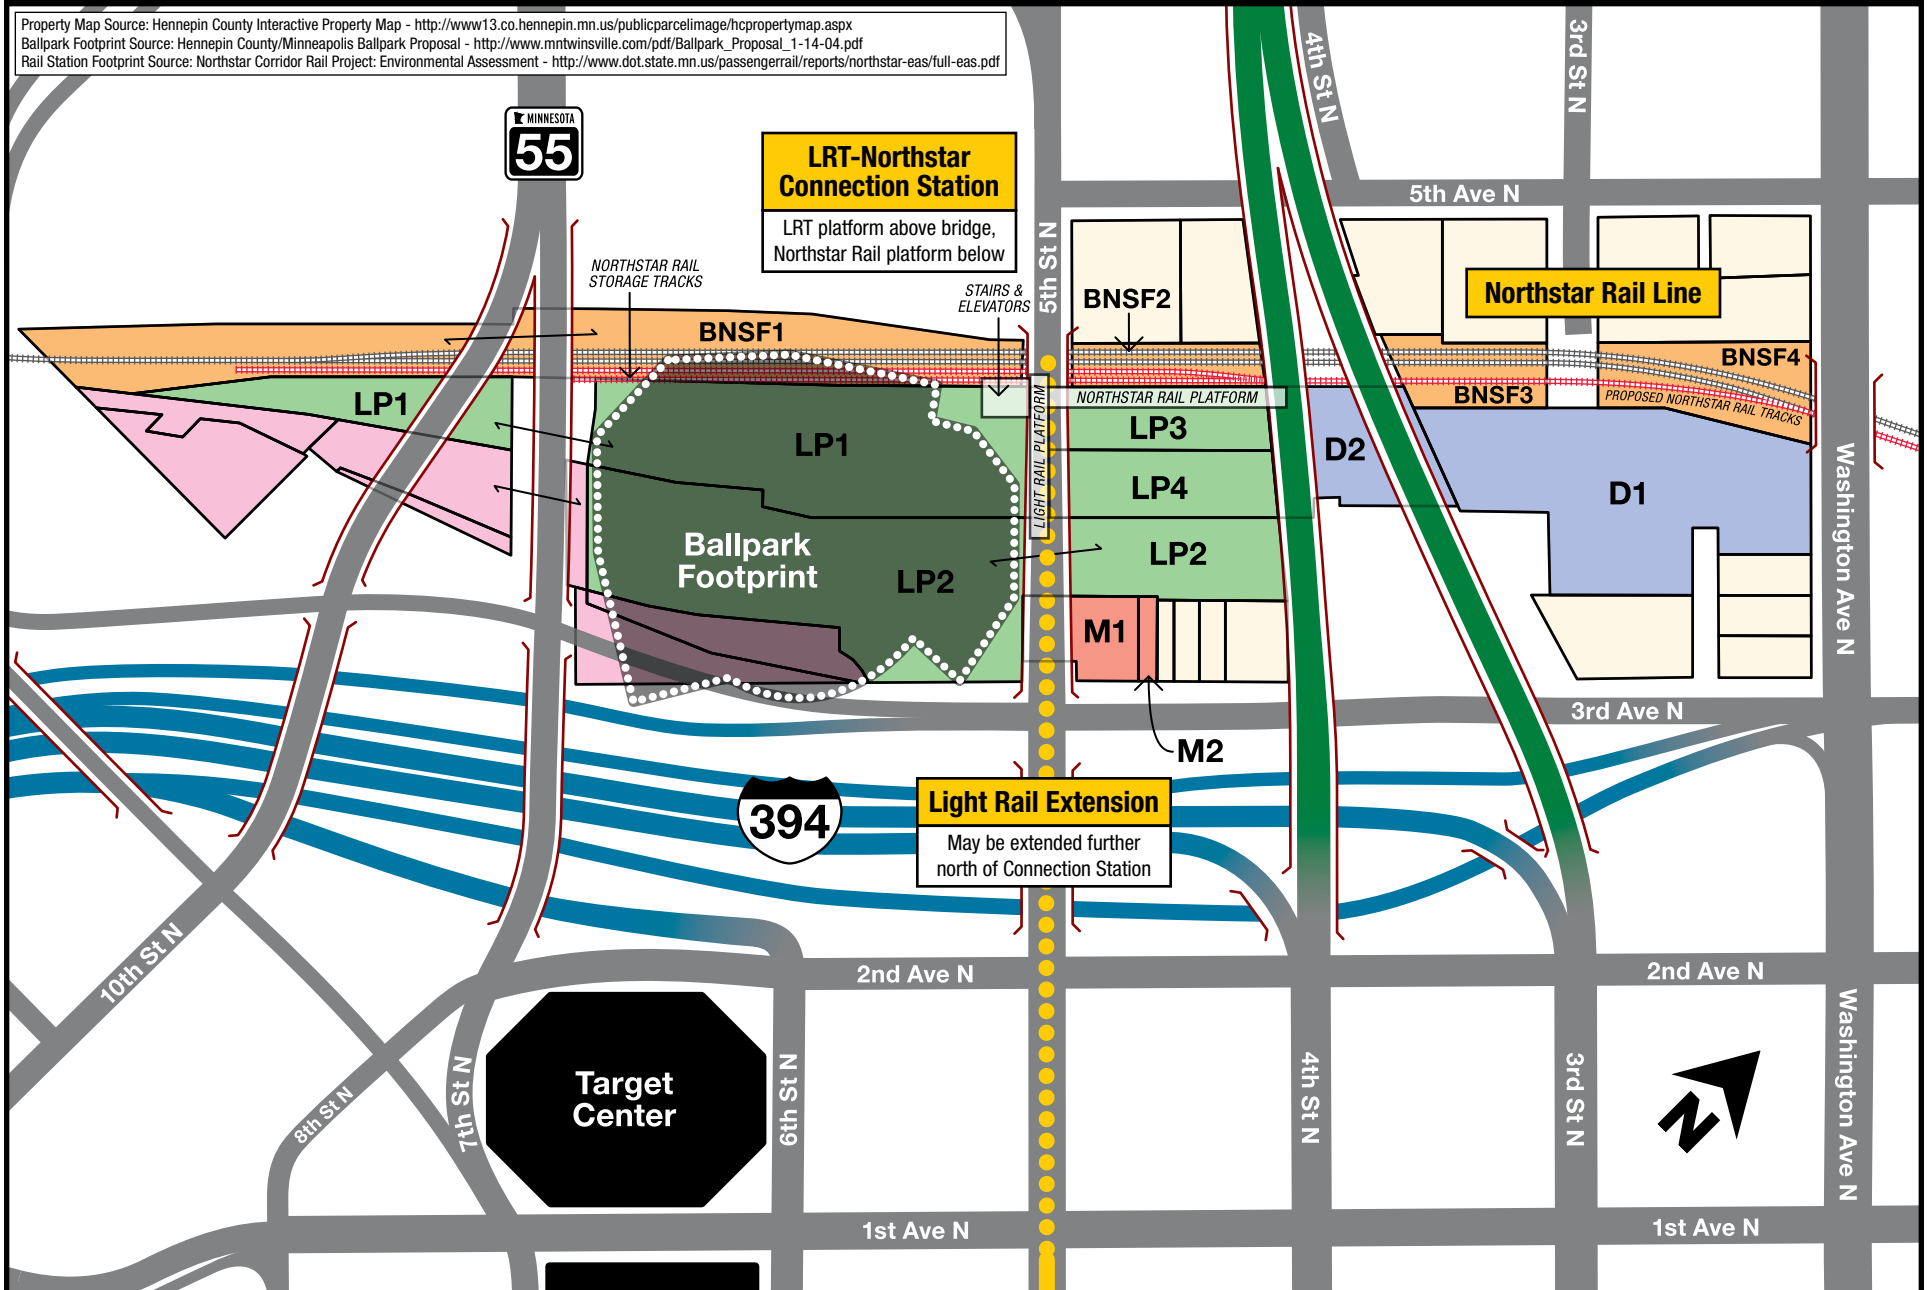 Property Map Source: Hennepin County Interactive Property Map - http://www13.co.hennepin.mn.us/publicparcelimage/hcpropertymap.aspx
Ballpark Footprint Source: Hennepin County/Minneapolis Ballpark Proposal - http://www.mntwinsville.com/pdf/Ballpark_Proposal_1-14-04.pdf
Rail Station Footprint Source: Northstar Corridor Rail Project: Environmental Assessment - http://www.dot.state.mn.us/passengerrail/reports/northstar-eas/full-eas.pdf
4th St N
3rd St N
MINNESOTA
55
LRT-Northstar
Connection Station
LRT platform above bridge,
Northstar Rail platform below
5th Ave N
5th St N
NORTHSTAR RAIL
STORAGE TRACKS
STAIRS &
ELEVATORS
BNSF2
Northstar Rail Line
BNSF1
BNSF4
BNSF3
PROPOSED NORTHSTAR RAIL TRACKS
NORTHSTAR RAIL PLATFORM
LIGHT RAIL PLATFORM
LP1
LP1
LP3
D2
LP4
D1
Washington Ave N
Ballpark
Footprint
LP2
LP2
M1
3rd Ave N
M2
394
Light Rail Extension
May be extended further
north of Connection Station
10th St N
2nd Ave N
2nd Ave N
Washington Ave N
Target
Center
8th St N
7th St N
6th St N
4th St N
3rd St N
N
1st Ave N
1st Ave N